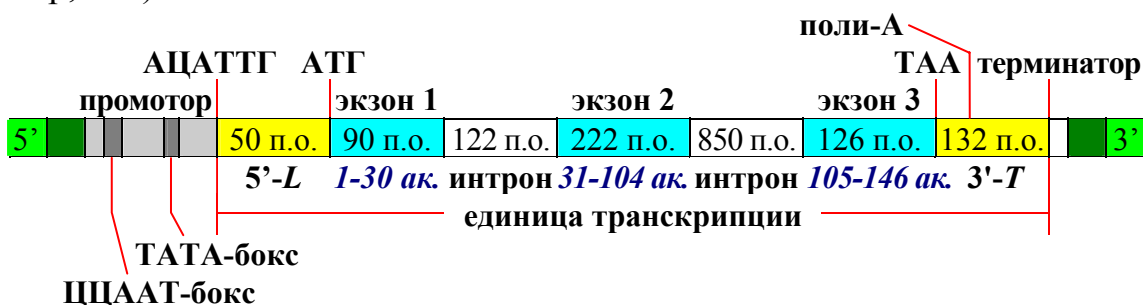 поли-А
АЦАТТГ АТГ ТАА терминатор
промотор экзон 1 экзон 2 экзон 3
5’ 50 п.о. 90 п.о. 122 п.о. 222 п.о. 850 п.о. 126 п.о. 132 п.о. 3’
5’-L 1-30 ак. интрон 31-104 ак. интрон 105-146 ак. 3'-T
единица транскрипции
ТАТА-бокс
ЦЦААТ-бокс